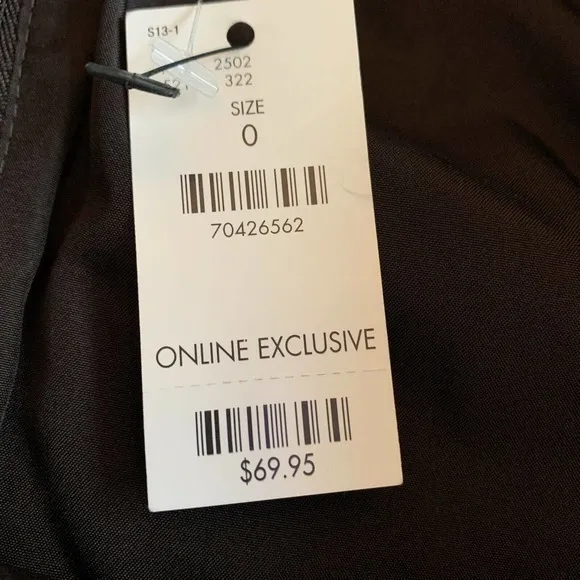 S13-1
2502
322
SIZE
0
70426562
ONLINE EXCLUSIVE
$69.95